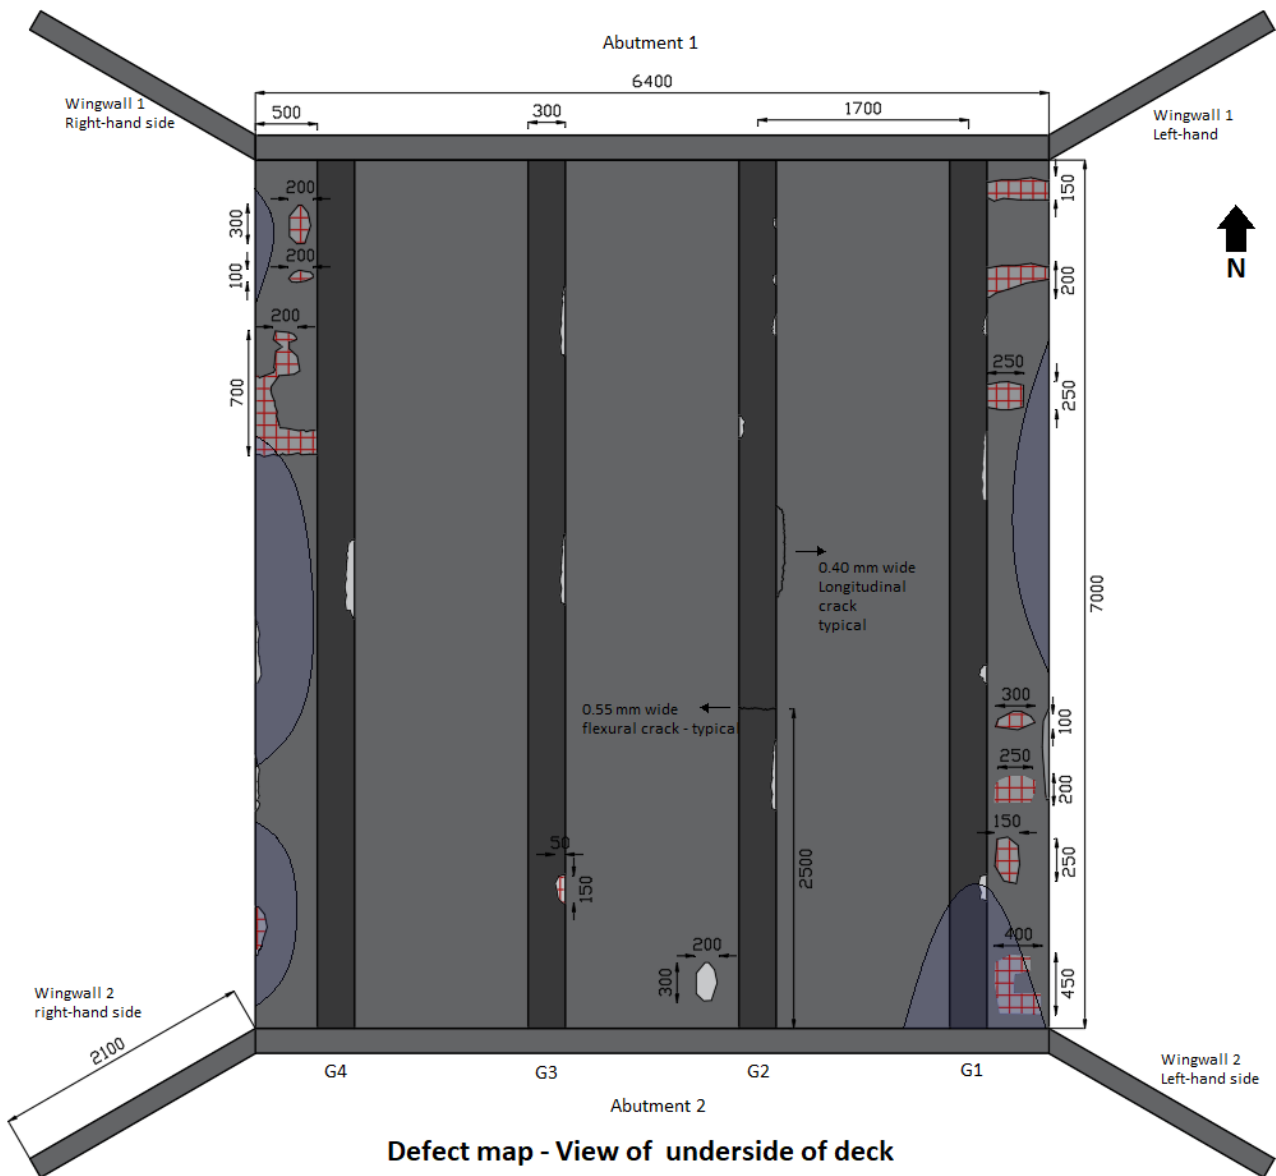 Abutment 1
6400
Wingwall 1
Right-hand side
500
300
1700
Wingwall 1
Left-hand
200
300
150
200
100
200
N
200
700
250
250
0.40 mm wide
Longitudinal
crack
typical
7000
0.55 mm wide
flexural crack - typical
300
100
250
200
150
250
50
150
2500
200
300
400
450
Wingwall 2
right-hand side
2100
G4
G3
G2
G1
Wingwall 2
Left-hand side
Abutment 2
Defect map - View of underside of deck